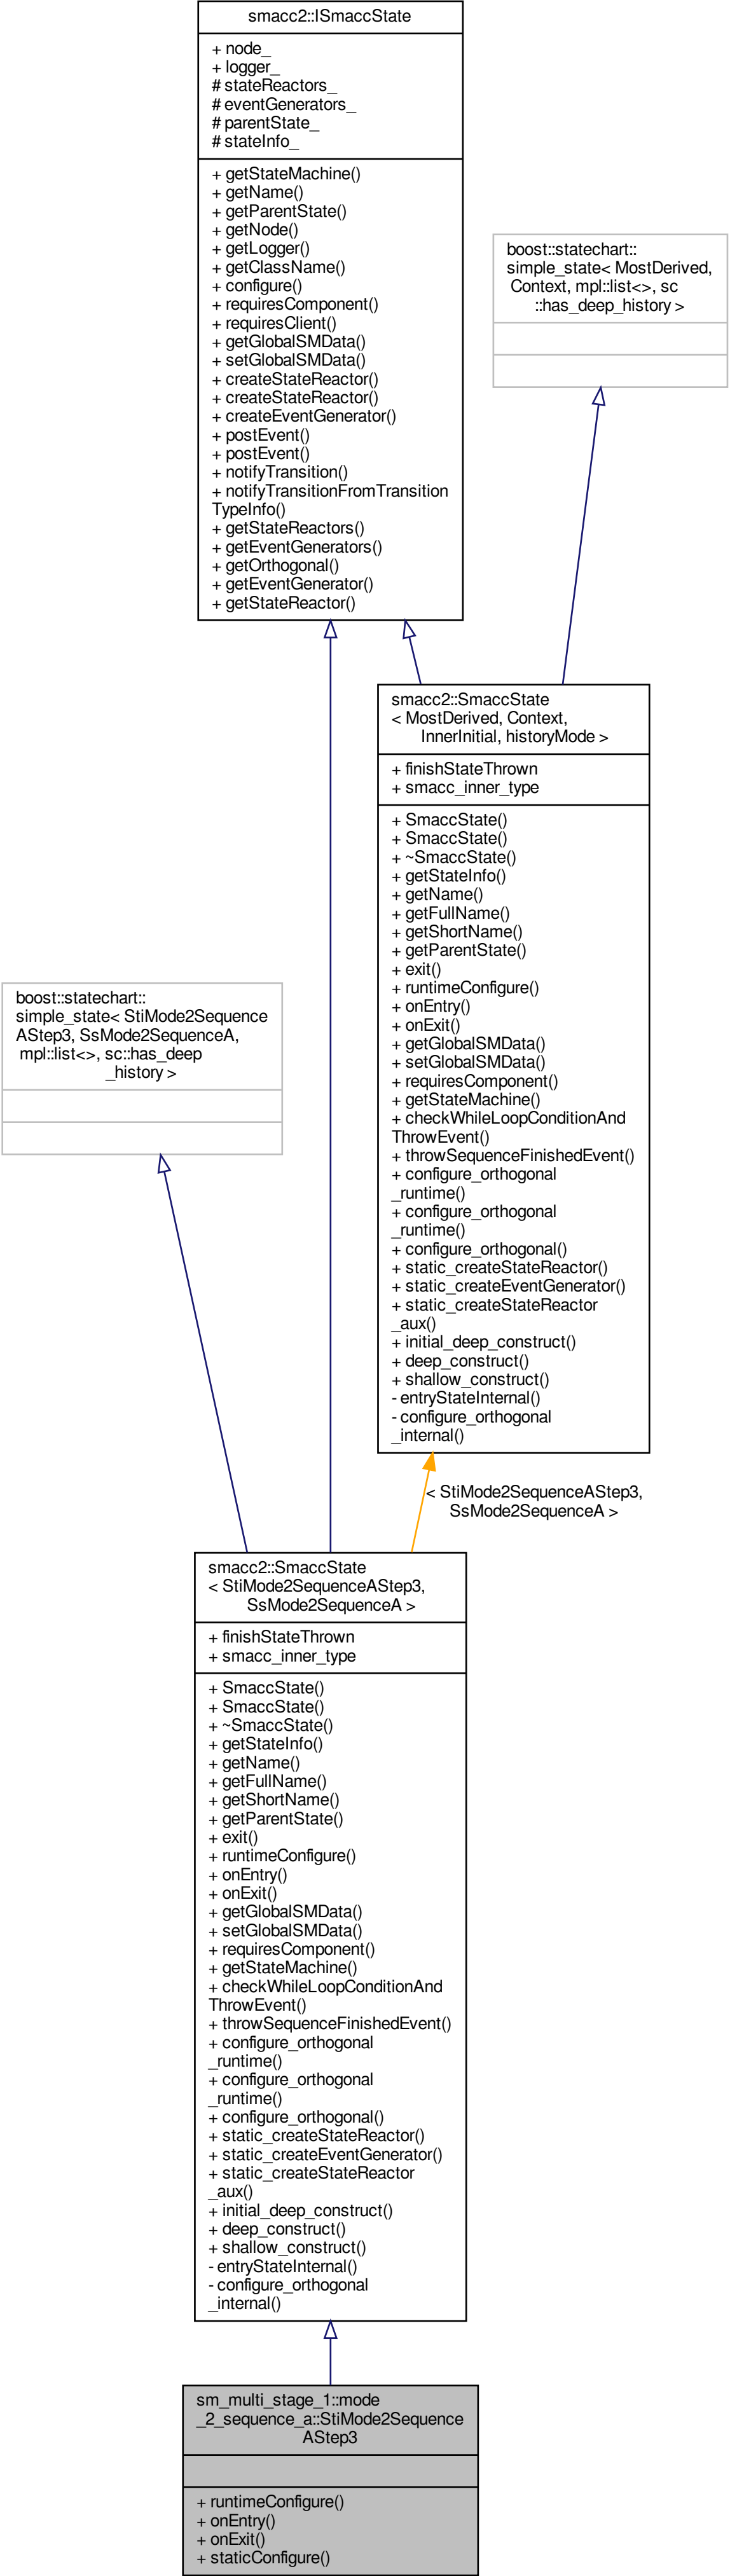 smacc2::ISmaccState
+ node_
+ logger_
# stateReactors_
# eventGenerators_
# parentState_
# stateInfo_
+ getStateMachine()
+ getName()
+ getParentState()
+ getNode()
+ getLogger()
+ getClassName()
+ configure()
+ requiresComponent()
+ requiresClient()
+ getGlobalSMData()
+ setGlobalSMData()
+ createStateReactor()
+ createStateReactor()
+ createEventGenerator()
+ postEvent()
+ postEvent()
+ notifyTransition()
+ notifyTransitionFromTransition
TypeInfo()
+ getStateReactors()
+ getEventGenerators()
+ getOrthogonal()
+ getEventGenerator()
+ getStateReactor()
boost::statechart::
simple_state< MostDerived,
Context, mpl::list<>, sc
::has_deep_history >
smacc2::SmaccState
< MostDerived, Context,
InnerInitial, historyMode >
+ finishStateThrown
+ smacc_inner_type
+ SmaccState()
+ SmaccState()
+ ~SmaccState()
+ getStateInfo()
+ getName()
+ getFullName()
+ getShortName()
+ getParentState()
+ exit()
+ runtimeConfigure()
+ onEntry()
+ onExit()
+ getGlobalSMData()
+ setGlobalSMData()
+ requiresComponent()
+ getStateMachine()
+ checkWhileLoopConditionAnd
ThrowEvent()
+ throwSequenceFinishedEvent()
+ configure_orthogonal
_runtime()
+ configure_orthogonal
_runtime()
+ configure_orthogonal()
+ static_createStateReactor()
+ static_createEventGenerator()
+ static_createStateReactor
_aux()
+ initial_deep_construct()
+ deep_construct()
+ shallow_construct()
- entryStateInternal()
- configure_orthogonal
_internal()
boost::statechart::
simple_state< StiMode2Sequence
AStep3, SsMode2SequenceA,
mpl::list<>, sc::has_deep
_history >
< StiMode2SequenceAStep3,
SsMode2SequenceA >
smacc2::SmaccState
< StiMode2SequenceAStep3,
SsMode2SequenceA >
+ finishStateThrown
+ smacc_inner_type
+ SmaccState()
+ SmaccState()
+ ~SmaccState()
+ getStateInfo()
+ getName()
+ getFullName()
+ getShortName()
+ getParentState()
+ exit()
+ runtimeConfigure()
+ onEntry()
+ onExit()
+ getGlobalSMData()
+ setGlobalSMData()
+ requiresComponent()
+ getStateMachine()
+ checkWhileLoopConditionAnd
ThrowEvent()
+ throwSequenceFinishedEvent()
+ configure_orthogonal
_runtime()
+ configure_orthogonal
_runtime()
+ configure_orthogonal()
+ static_createStateReactor()
+ static_createEventGenerator()
+ static_createStateReactor
_aux()
+ initial_deep_construct()
+ deep_construct()
+ shallow_construct()
- entryStateInternal()
- configure_orthogonal
_internal()
sm_multi_stage_1::mode
_2_sequence_a::StiMode2Sequence
AStep3
+ runtimeConfigure()
+ onEntry()
+ onExit()
+ staticConfigure()